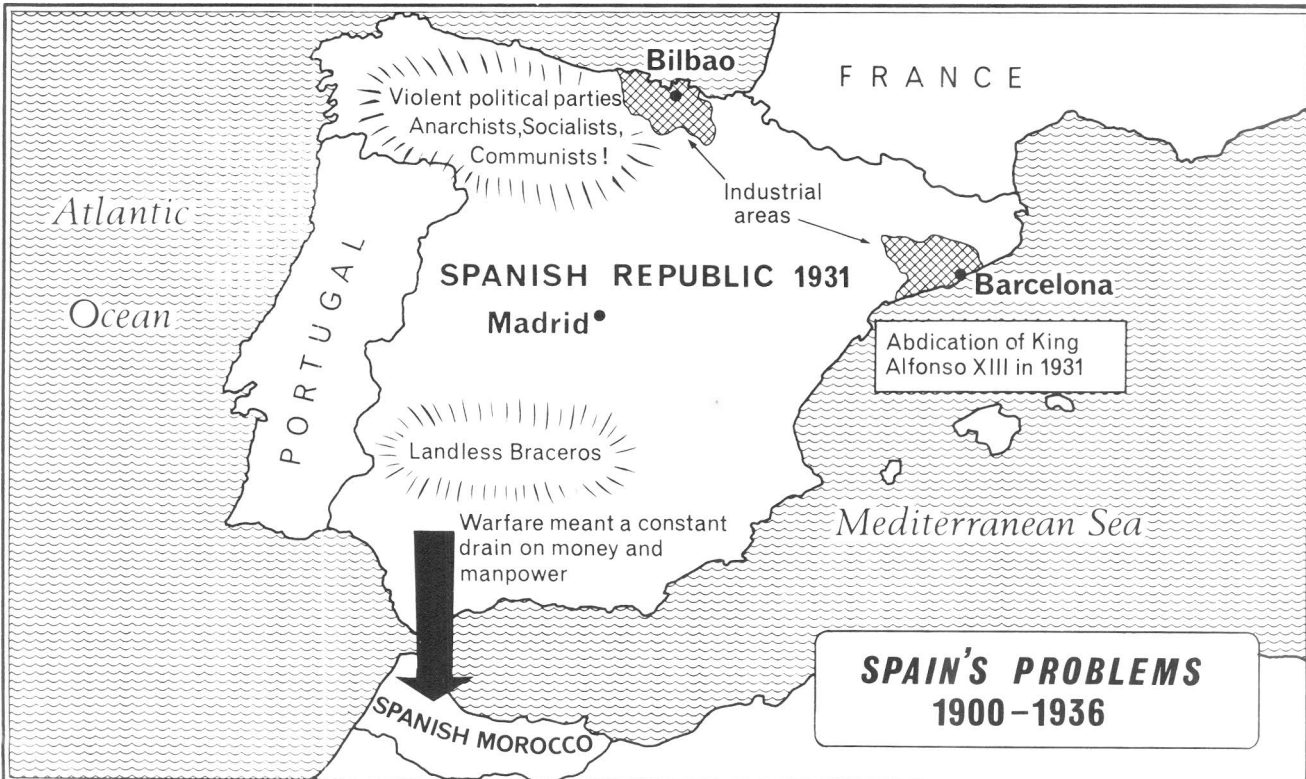 Bilbao
FRANCE
Violent political parties
Anarchists,Socialists,
Communists!
Industrial
areas
Atlantic
Ocean
PORTUGAL
SPANISH REPUBLIC 1931
Madrid
Barcelona
Abdication of King
Alfonso XIII in 1931
Landless Braceros
Warfare meant a constant
drain on money and
manpower
Mediterranean Sea
SPANISH MOROCCO
SPAIN'S PROBLEMS
1900–1936